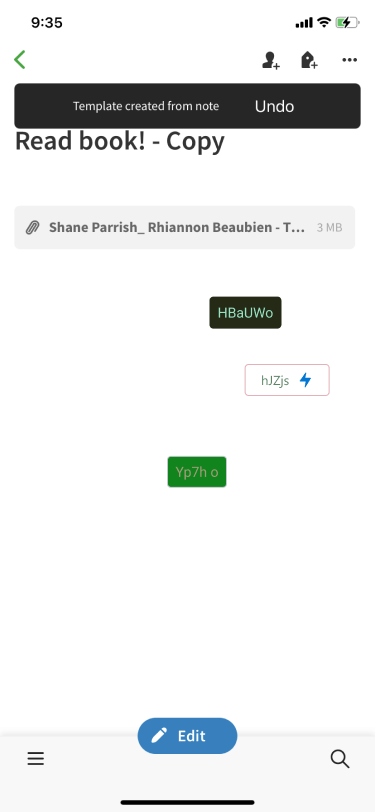 9:35
Template created from note Undo
Read book! - Copy
Shane Parrish_ Rhiannon Beaubien - T... 3 MB
HBaUWo
hJZjs
Yp7h o
Edit